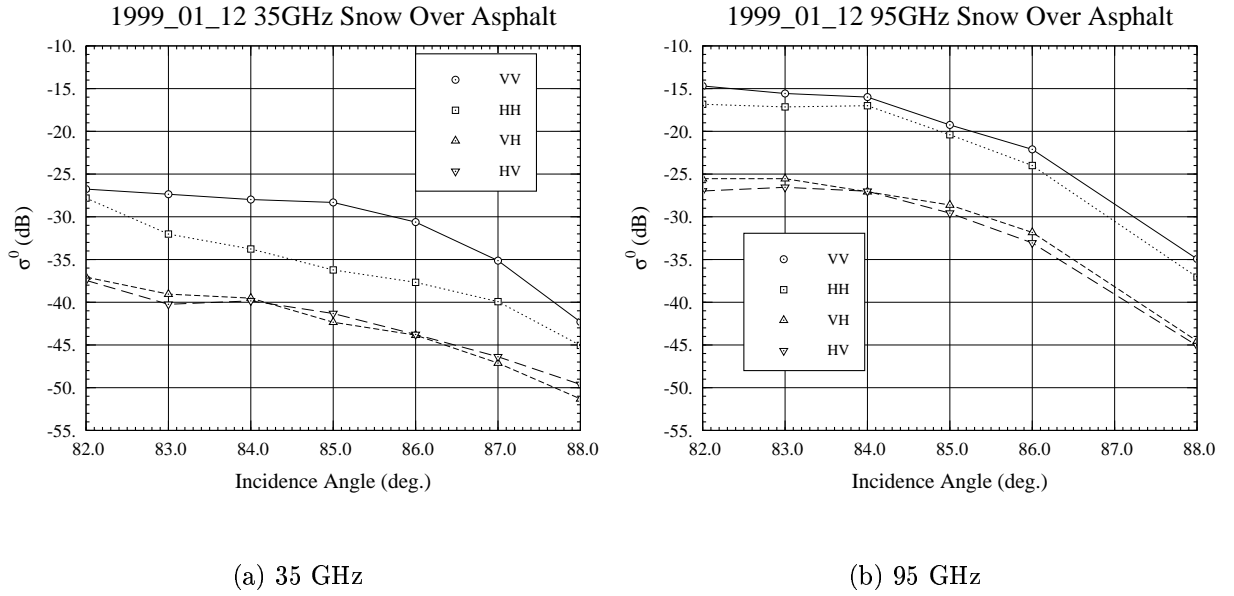 1999_01_12 35GHz Snow Over Asphalt
-10.
-15.
-20.
-25.
-30.
-35.
-40.
-45.
-50.
-55.
σ⁰ (dB)
VV
HH
VH
HV
82.0 83.0 84.0 85.0 86.0 87.0 88.0
Incidence Angle (deg.)
(a) 35 GHz
1999_01_12 95GHz Snow Over Asphalt
-10.
-15.
-20.
-25.
-30.
-35.
-40.
-45.
-50.
-55.
σ⁰ (dB)
VV
HH
VH
HV
82.0 83.0 84.0 85.0 86.0 87.0 88.0
Incidence Angle (deg.)
(b) 95 GHz